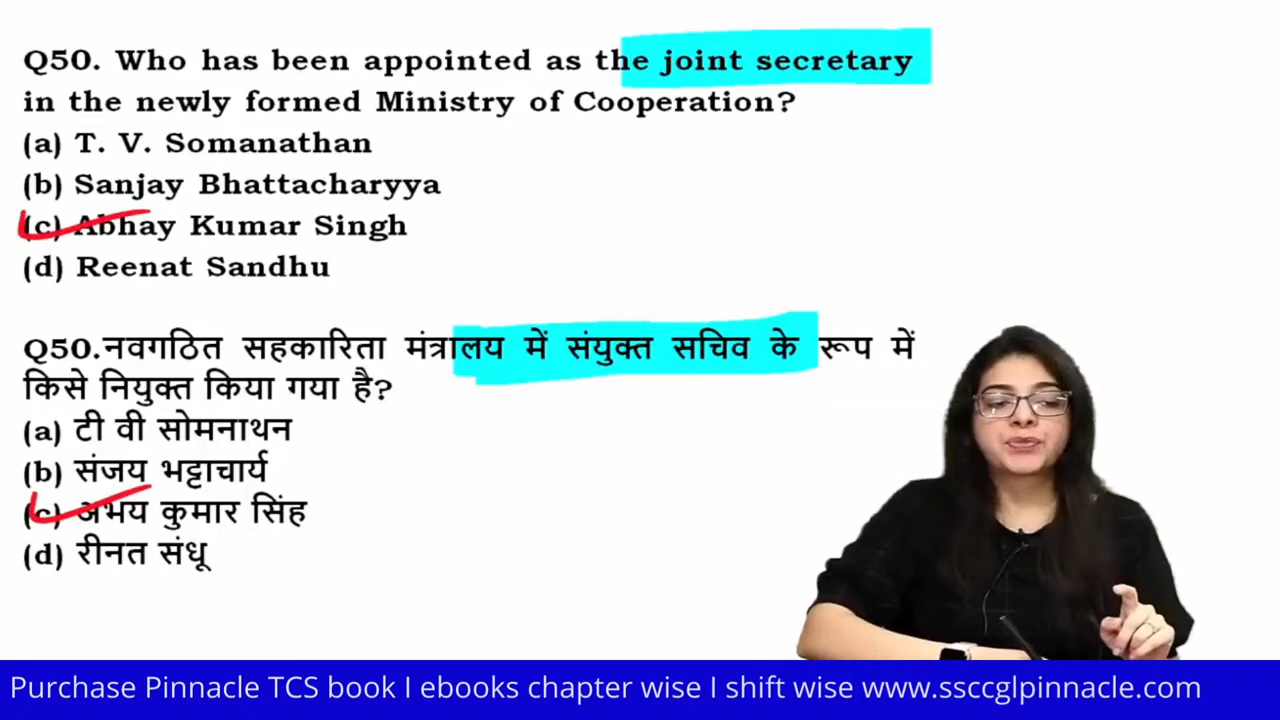 Q50. Who has been appointed as the joint secretary
in the newly formed Ministry of Cooperation?
(a) T. V. Somanathan
(b) Sanjay Bhattacharyya
(c) Abhay Kumar Singh
(d) Reenat Sandhu
Q50.नवगठित सहकारिता मंत्रालय में संयुक्त सचिव के रूप में
किसे नियुक्त किया गया है?
(a) टी वी सोमनाथन
(b) संजय भट्टाचार्य
(c) अभय कुमार सिंह
(d) रीनत संधू
Purchase Pinnacle TCS book I ebooks chapter wise I shift wise www.ssccglpinnacle.com